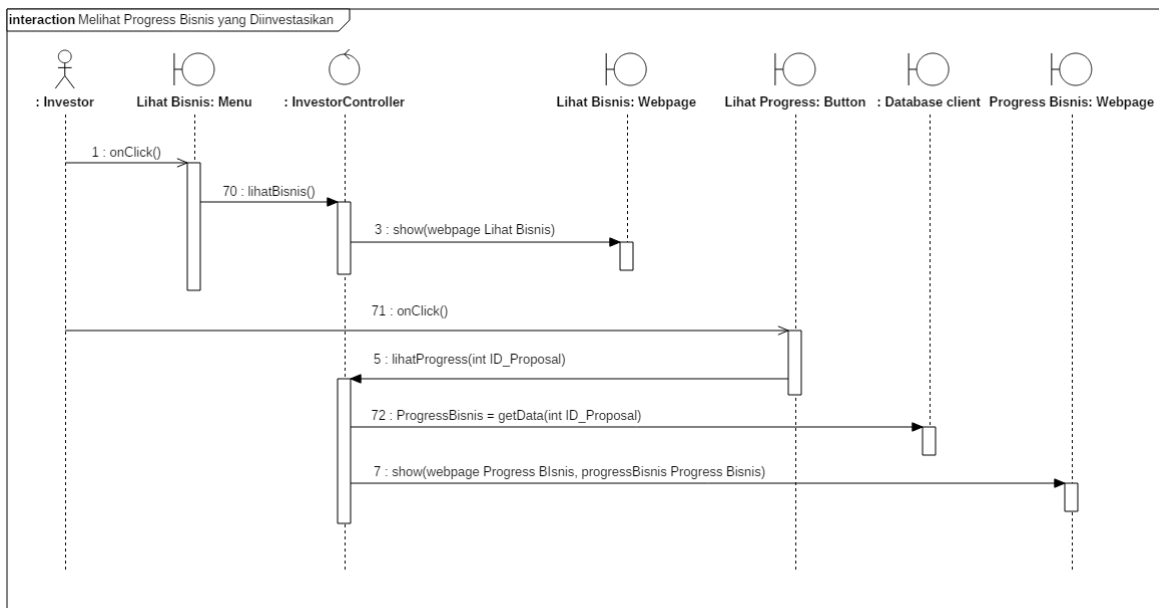 interaction Melihat Progress Bisnis yang Diinvestasikan
: Investor
Lihat Bisnis: Menu
: InvestorController
Lihat Bisnis: Webpage
Lihat Progress: Button
: Database client
Progress Bisnis: Webpage
1 : onClick()
70 : lihatBisnis()
3 : show(webpage Lihat Bisnis)
71 : onClick()
5 : lihatProgress(int ID_Proposal)
72 : ProgressBisnis = getData(int ID_Proposal)
7 : show(webpage Progress BIsnis, progressBisnis Progress Bisnis)